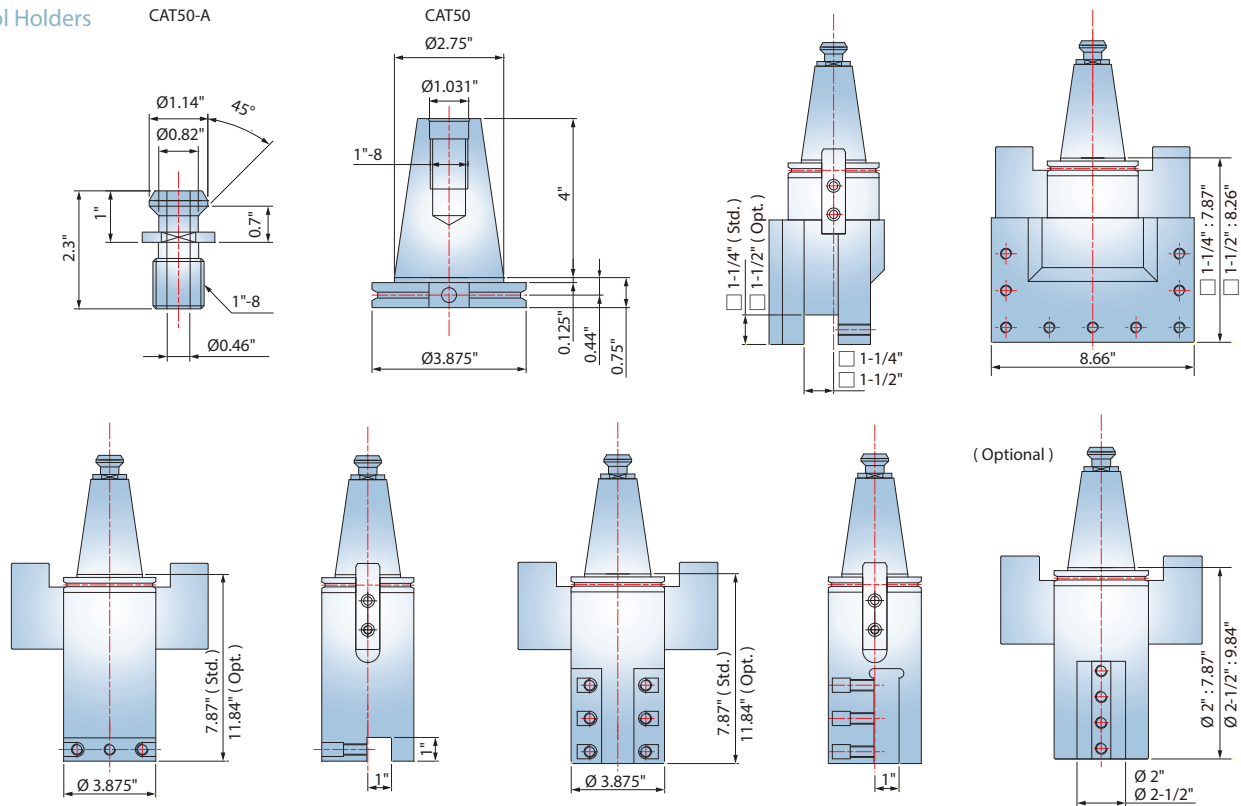 ol Holders
CAT50-A
CAT50
Ø1.14"
45°
Ø0.82"
1"
0.7"
2.3"
1"-8
Ø0.46"
Ø2.75"
Ø1.031"
1"-8
4"
0.125"
0.44"
0.75"
Ø3.875"
□ 1-1/4" ( Std. )
□ 1-1/2" ( Opt. )
□ 1-1/4"
□ 1-1/2"
□ 1-1/4" : 7.87"
□ 1-1/2" : 8.26"
8.66"
7.87" ( Std. )
11.84" ( Opt. )
Ø 3.875"
1"
1"
7.87" ( Std. )
11.84" ( Opt. )
Ø 3.875"
1"
( Optional )
Ø 2" : 7.87"
Ø 2-1/2" : 9.84"
Ø 2"
Ø 2-1/2"